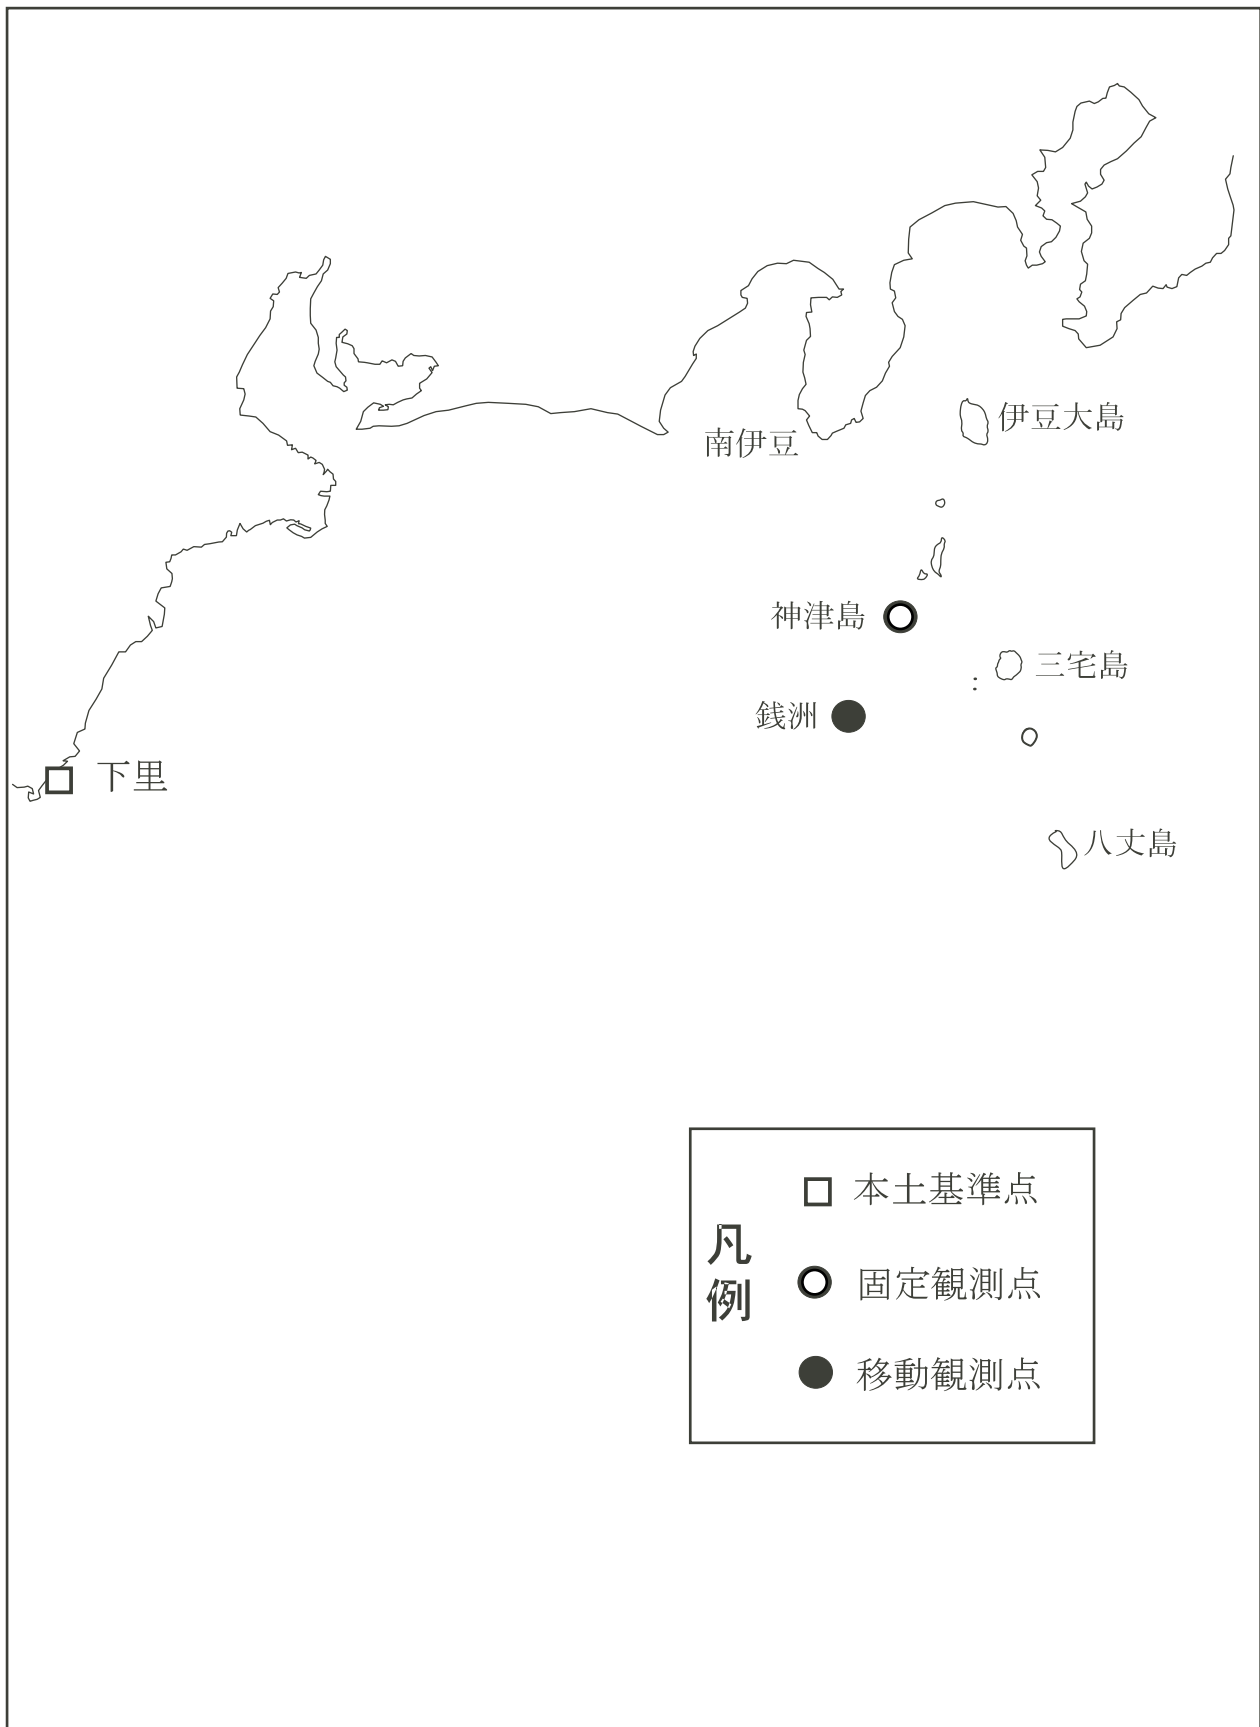 伊豆大島
南伊豆
神津島
三宅島
銭洲
下里
八丈島
凡例
本土基準点
固定観測点
移動観測点